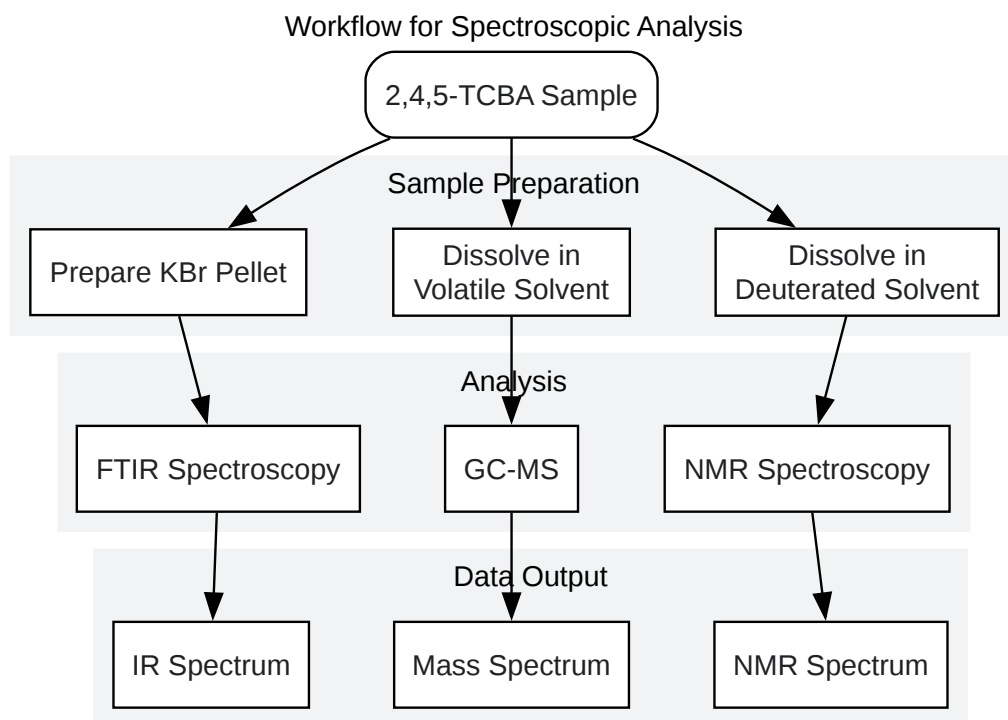 Workflow for Spectroscopic Analysis
2,4,5-TCBA Sample
Sample Preparation
Prepare KBr Pellet
Dissolve in
Volatile Solvent
Dissolve in
Deuterated Solvent
Analysis
FTIR Spectroscopy
GC-MS
NMR Spectroscopy
Data Output
IR Spectrum
Mass Spectrum
NMR Spectrum